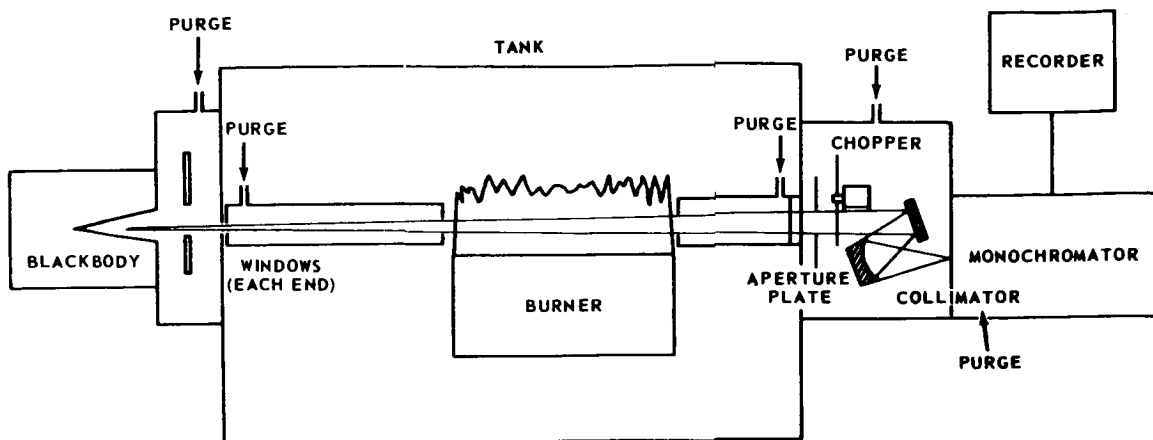 PURGE
TANK
PURGE
RECORDER
PURGE
PURGE
CHOPPER
BLACKBODY
WINDOWS
(EACH END)
BURNER
APERTURE
PLATE
COLLIMATOR
MONOCHROMATOR
PURGE